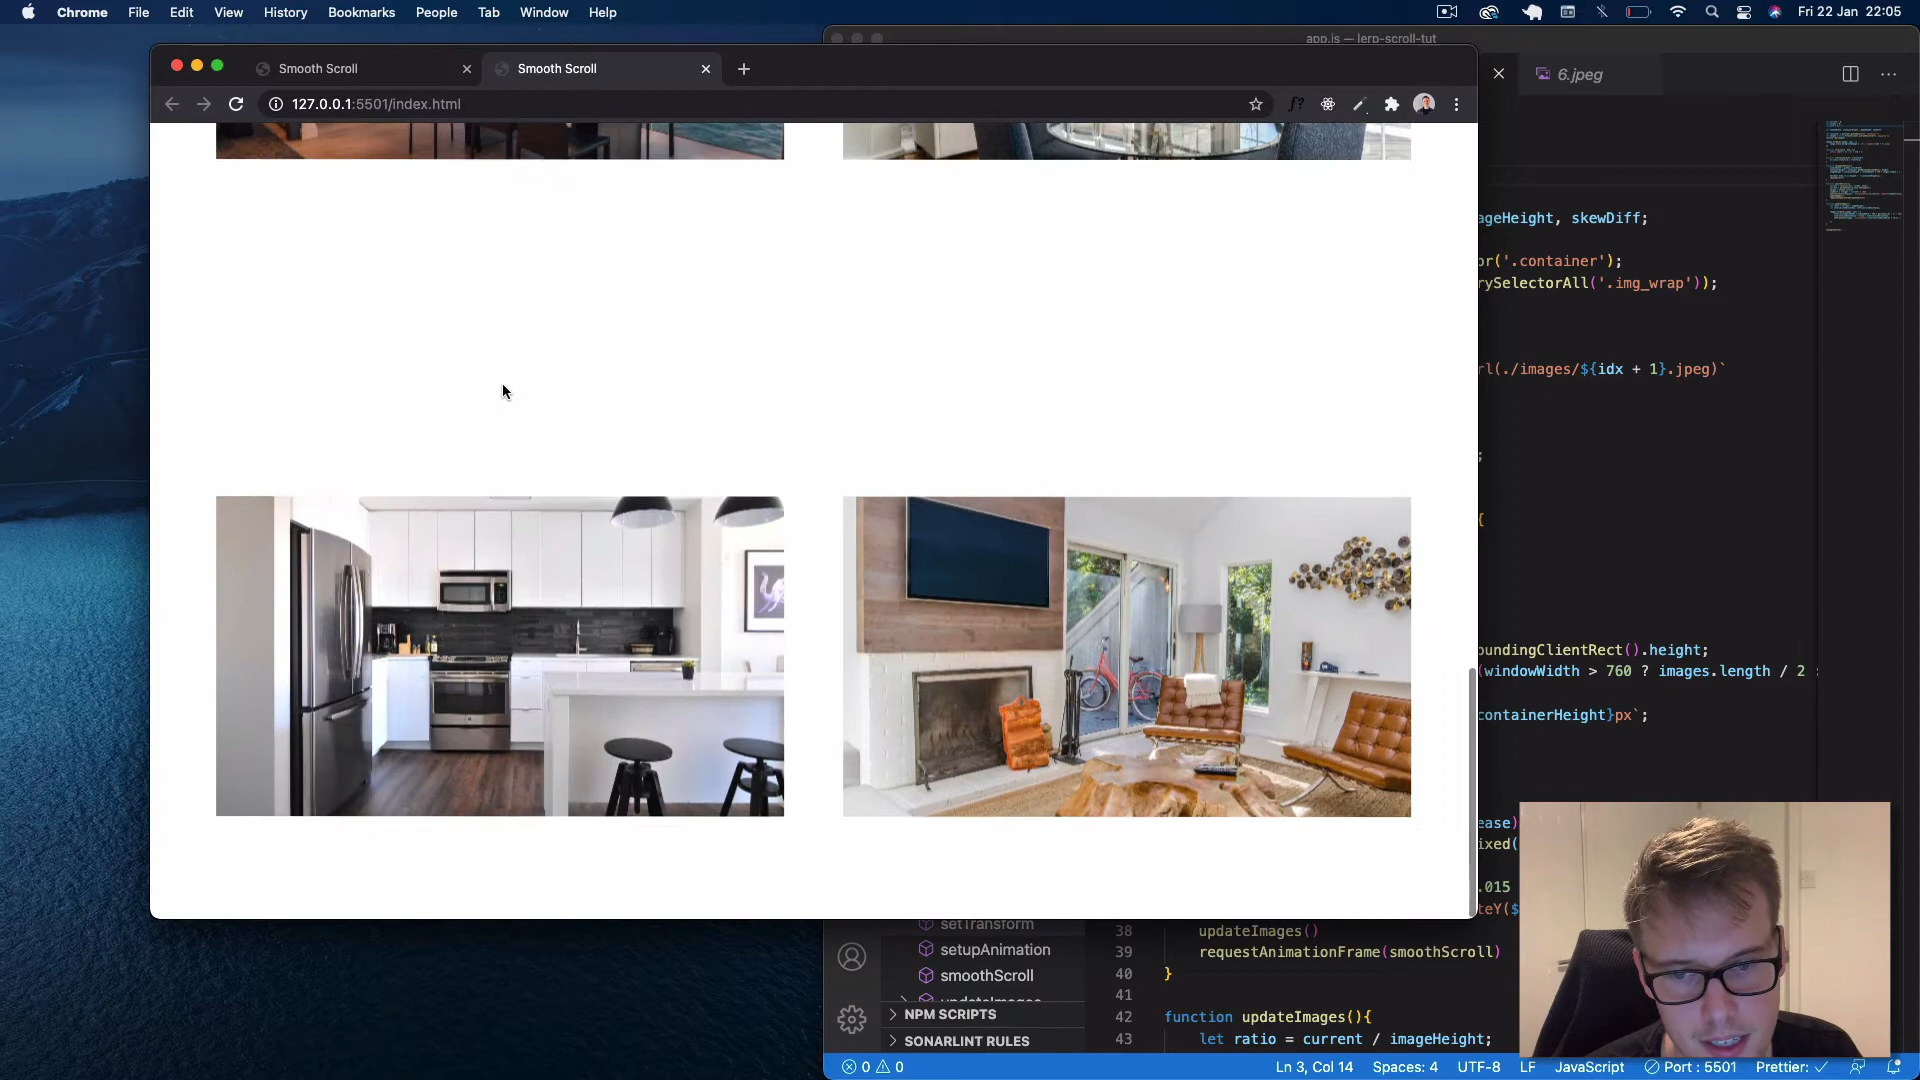 Chrome File Edit View History Bookmarks People Tab Window Help
Fri 22 Jan 22:05
app.js — lerp-scroll-tut
Smooth Scroll
Smooth Scroll
6.jpeg
127.0.0.1:5501/index.html
f?
ageHeight, skewDiff;
or('.container');
rySelectorAll('.img_wrap'));
rl(./images/${idx + 1}.jpeg)`
;
{
oundingClientRect().height;
(windowWidth > 760 ? images.length / 2 :
containerHeight}px`;
ease)
ixed(
.015
teY($
setTransform
setupAnimation
smoothScroll
updateImages
NPM SCRIPTS
SONARLINT RULES
38 updateImages()
39 requestAnimationFrame(smoothScroll)
40 }
41
42 function updateImages(){
43 let ratio = current / imageHeight;
0 0
Ln 3, Col 14 Spaces: 4 UTF-8 LF JavaScript Port : 5501 Prettier: ✓